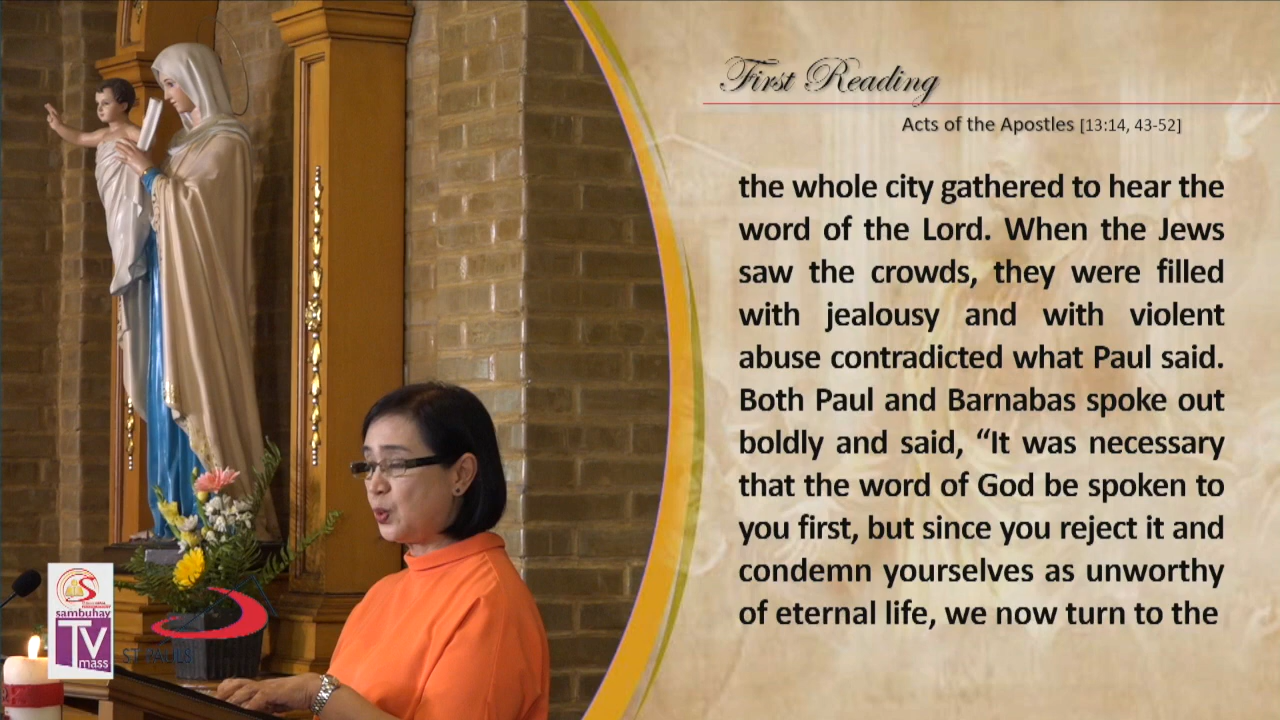 First Reading
Acts of the Apostles [13:14, 43-52]
the whole city gathered to hear the
word of the Lord. When the Jews
saw the crowds, they were filled
with jealousy and with violent
abuse contradicted what Paul said.
Both Paul and Barnabas spoke out
boldly and said, “It was necessary
that the word of God be spoken to
you first, but since you reject it and
condemn yourselves as unworthy
of eternal life, we now turn to the
sambuhay
TV
mass
ST PAULS